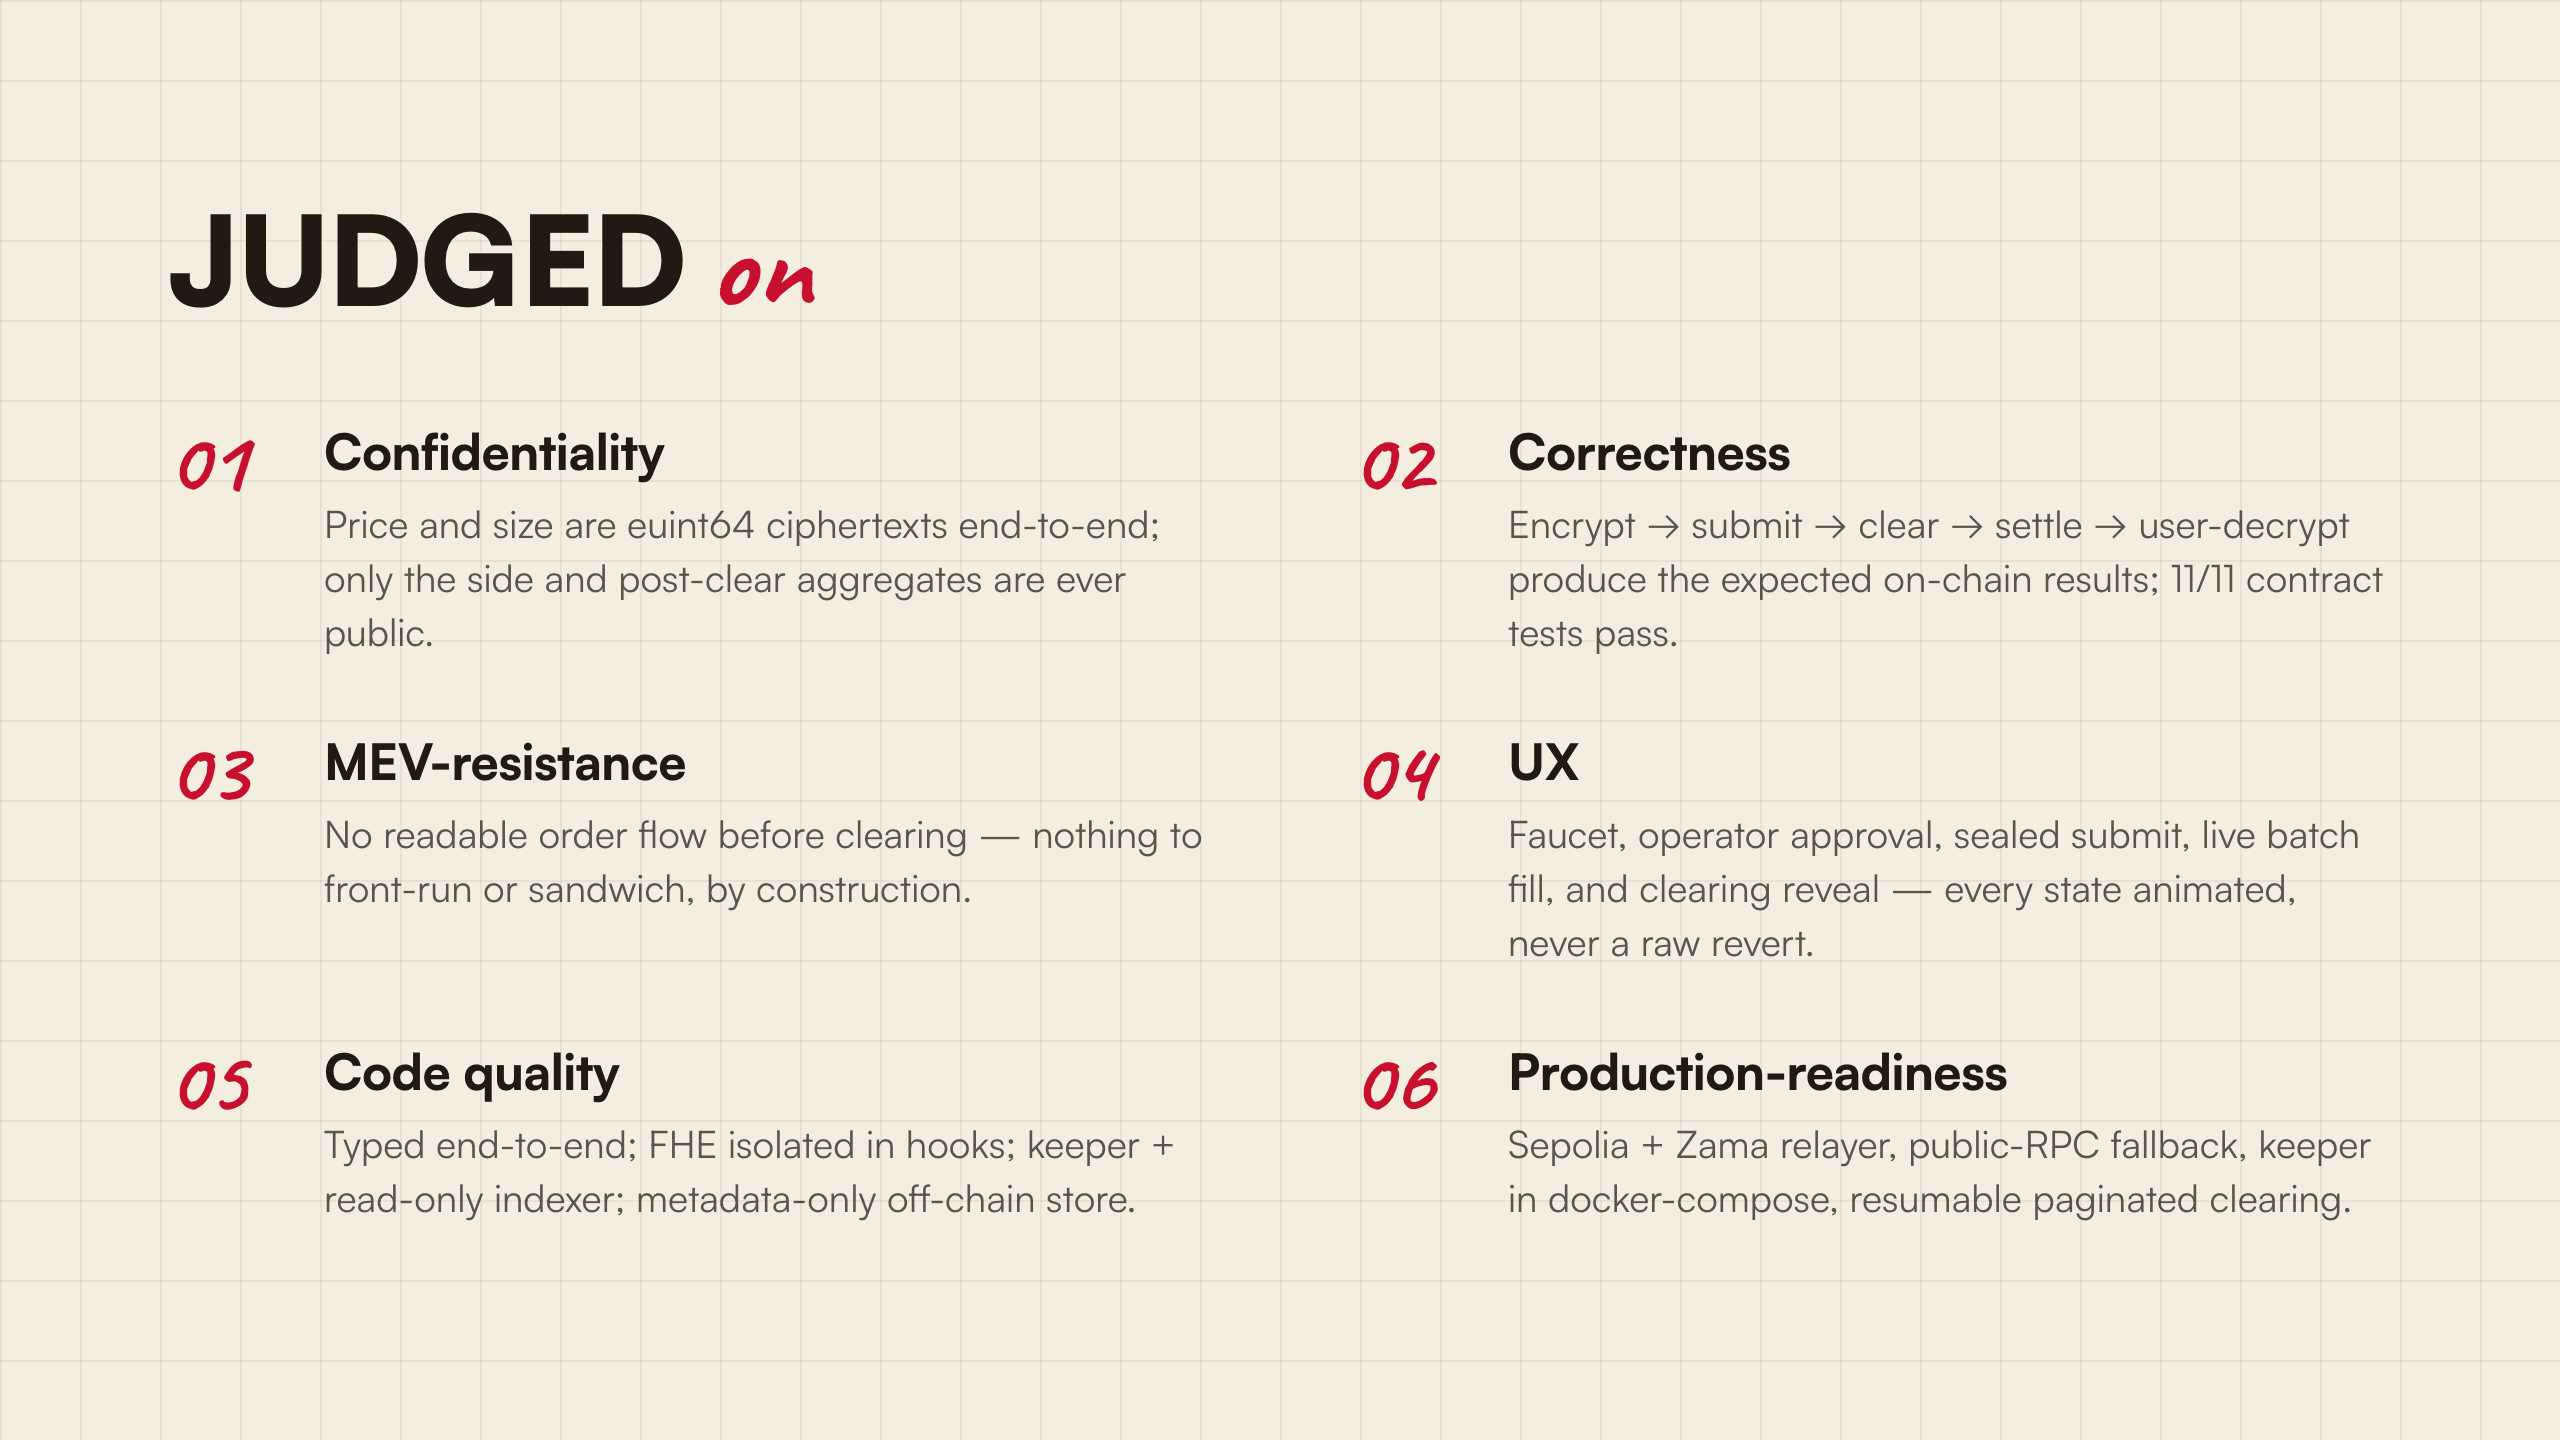 JUDGED on
01 Confidentiality
Price and size are euint64 ciphertexts end-to-end;
only the side and post-clear aggregates are ever
public.
02 Correctness
Encrypt → submit → clear → settle → user-decrypt
produce the expected on-chain results; 11/11 contract
tests pass.
03 MEV-resistance
No readable order flow before clearing — nothing to
front-run or sandwich, by construction.
04 UX
Faucet, operator approval, sealed submit, live batch
fill, and clearing reveal — every state animated,
never a raw revert.
05 Code quality
Typed end-to-end; FHE isolated in hooks; keeper +
read-only indexer; metadata-only off-chain store.
06 Production-readiness
Sepolia + Zama relayer, public-RPC fallback, keeper
in docker-compose, resumable paginated clearing.